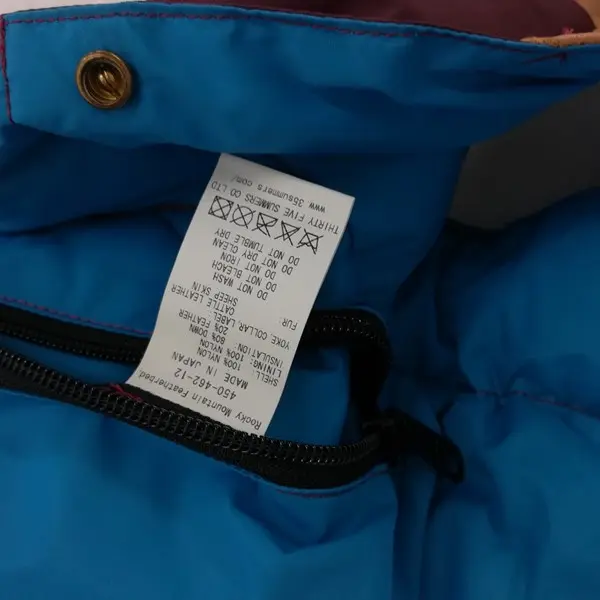 Rocky Mountain Featherbed.
450-462-12
MADE IN JAPAN
SHELL: 100% NYLON
LINING: 100% NYLON
INSULATION: 80% DOWN
20% FEATHER
YOKE, COLLAR, LABEL:
CATTLE LEATHER
FUR: SHEEP SKIN
DO NOT WASH
DO NOT BLEACH
DO NOT IRON
DO NOT DRY CLEAN
DO NOT TUMBLE DRY
THIRTY FIVE SUMMERS CO LTD
www.35summers.com/